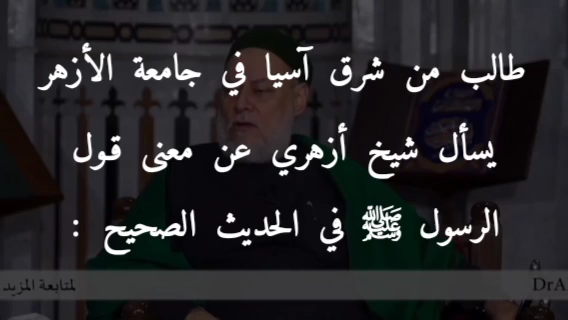 طالب من شرق آسيا في جامعة الأزهر
يسأل شيخ أزهري عن معنى قول
الرسول ﷺ في الحديث الصحيح :
لمتابعة المزيد
DrA